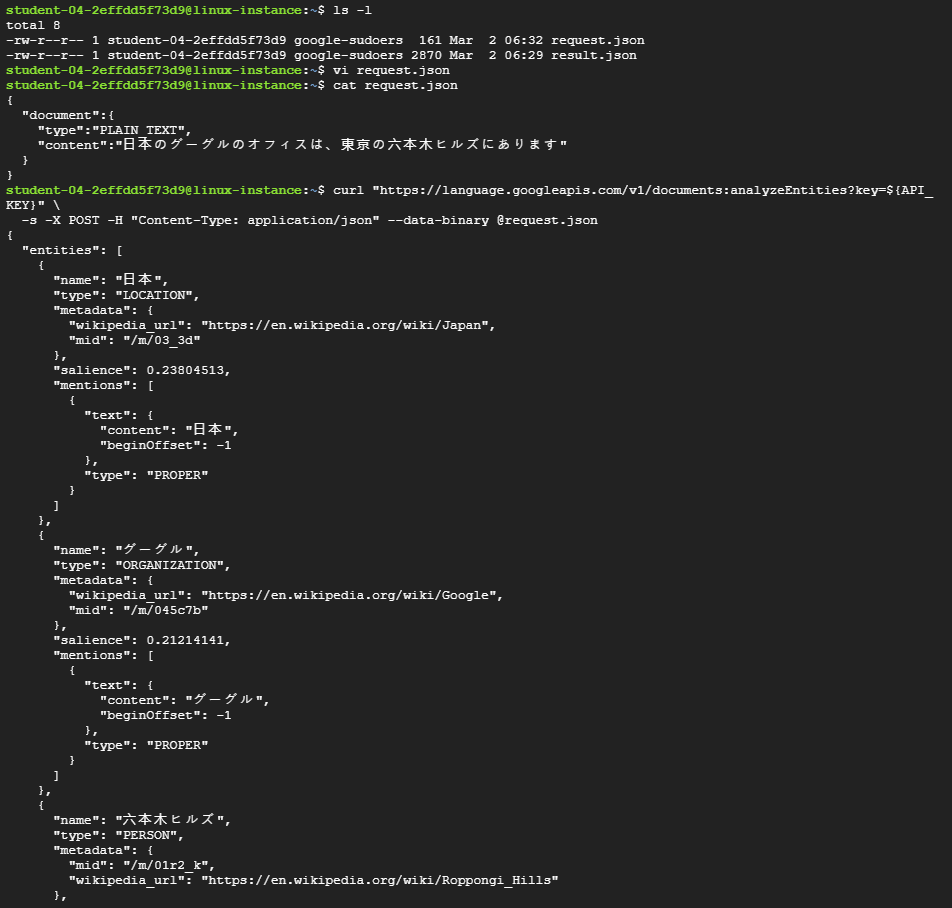 student-04-2effdd5f73d9@linux-instance:~$ ls -l
total 8
-rw-r--r-- 1 student-04-2effdd5f73d9 google-sudoers  161 Mar  2 06:32 request.json
-rw-r--r-- 1 student-04-2effdd5f73d9 google-sudoers 2870 Mar  2 06:29 result.json
student-04-2effdd5f73d9@linux-instance:~$ vi request.json
student-04-2effdd5f73d9@linux-instance:~$ cat request.json
{
  "document":{
    "type":"PLAIN_TEXT",
    "content":"日本のグーグルのオフィスは、東京の六本木ヒルズにあります"
  }
}
student-04-2effdd5f73d9@linux-instance:~$ curl "https://language.googleapis.com/v1/documents:analyzeEntities?key=${API_
KEY}" \
  -s -X POST -H "Content-Type: application/json" --data-binary @request.json
{
  "entities": [
    {
      "name": "日本",
      "type": "LOCATION",
      "metadata": {
        "wikipedia_url": "https://en.wikipedia.org/wiki/Japan",
        "mid": "/m/03_3d"
      },
      "salience": 0.23804513,
      "mentions": [
        {
          "text": {
            "content": "日本",
            "beginOffset": -1
          },
          "type": "PROPER"
        }
      ]
    },
    {
      "name": "グーグル",
      "type": "ORGANIZATION",
      "metadata": {
        "wikipedia_url": "https://en.wikipedia.org/wiki/Google",
        "mid": "/m/045c7b"
      },
      "salience": 0.21214141,
      "mentions": [
        {
          "text": {
            "content": "グーグル",
            "beginOffset": -1
          },
          "type": "PROPER"
        }
      ]
    },
    {
      "name": "六本木ヒルズ",
      "type": "PERSON",
      "metadata": {
        "mid": "/m/01r2_k",
        "wikipedia_url": "https://en.wikipedia.org/wiki/Roppongi_Hills"
      },